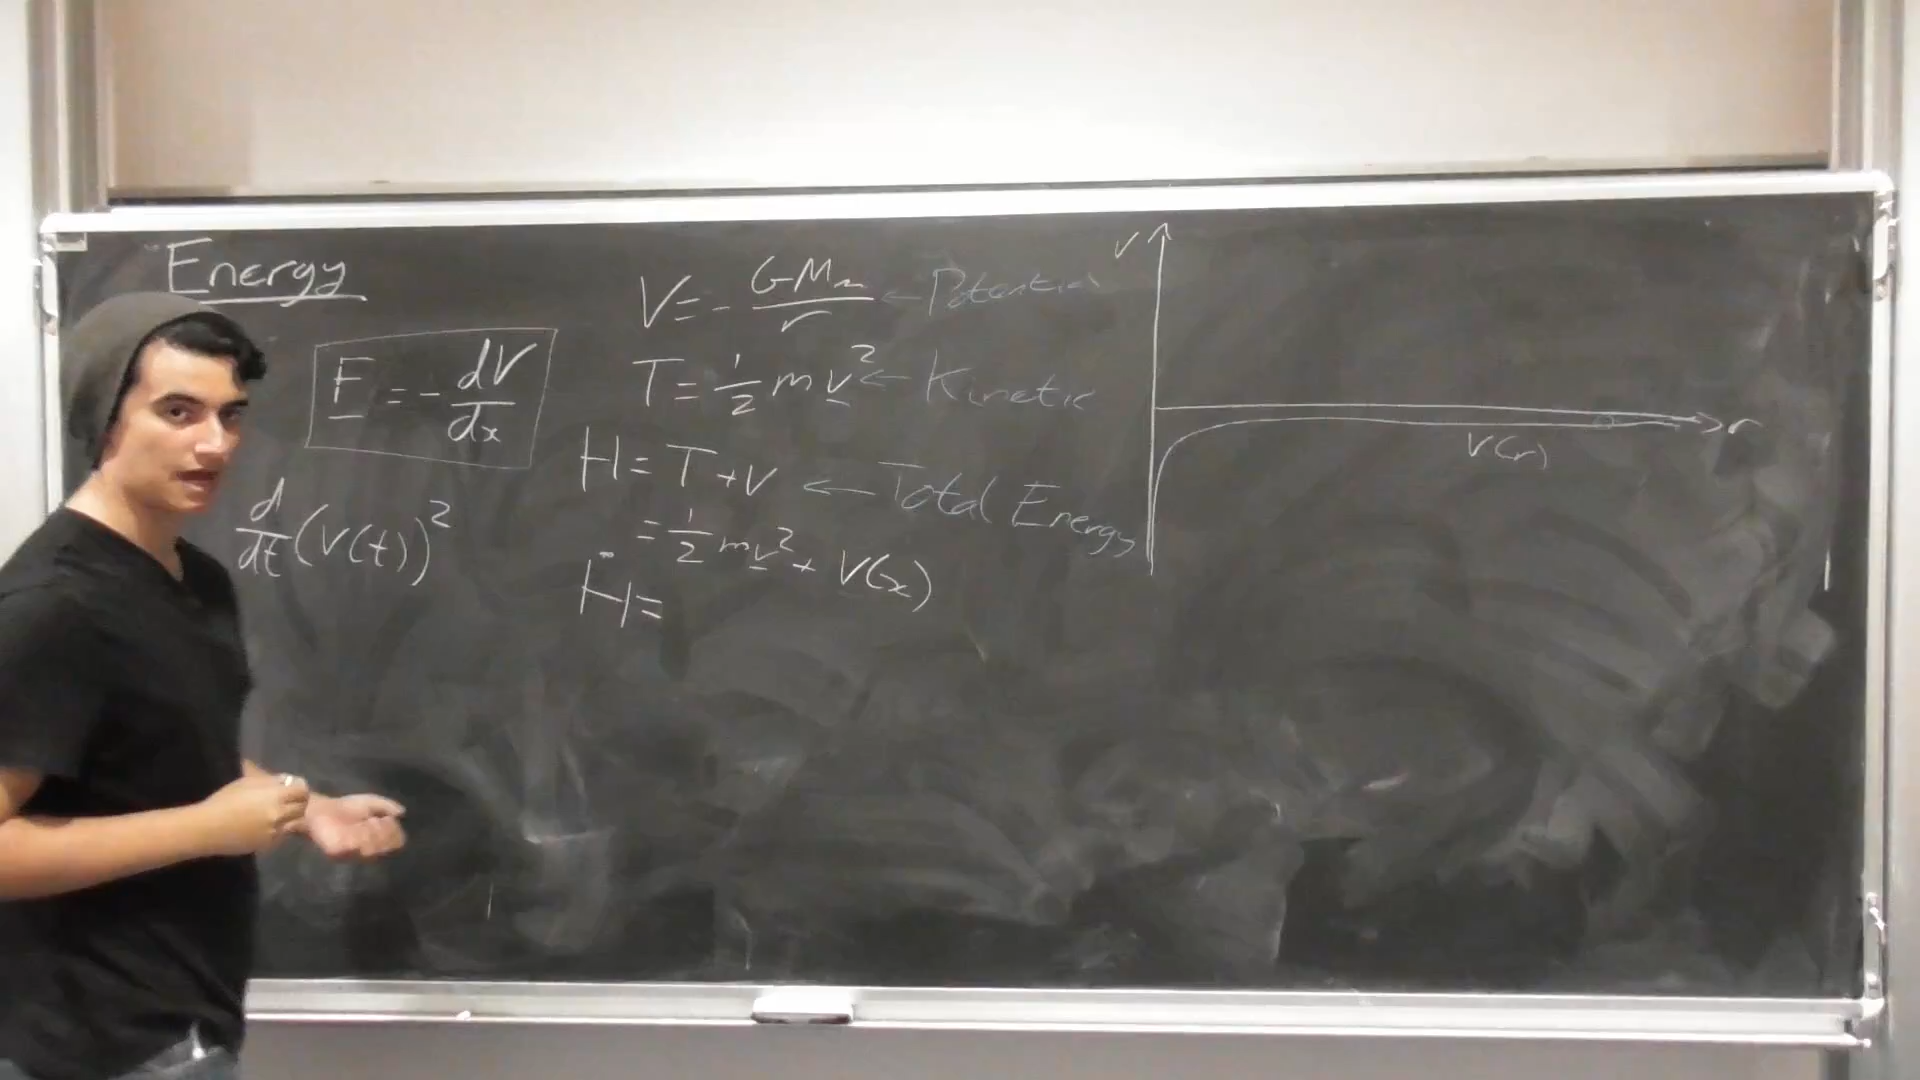 Energy
F = - dV/dx
d/dt (v(t))²
V = - GMm/r ← Potential
T = 1/2 m v² ← Kinetic
H = T + V ← Total Energy
= 1/2 m v² + V(x)
Ḣ =
V
r
V(r)